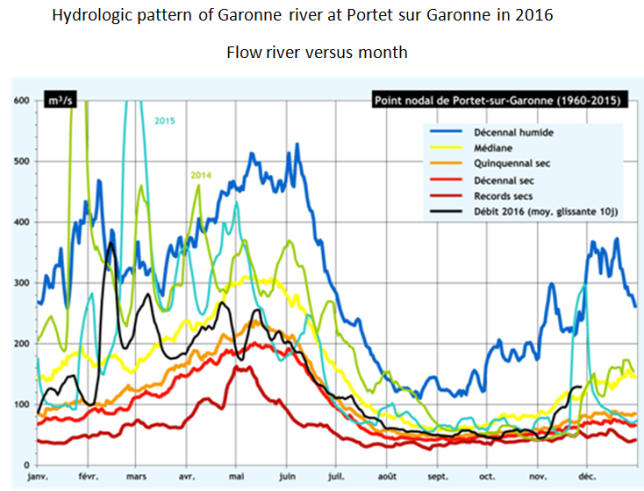 Hydrologic pattern of Garonne river at Portet sur Garonne in 2016
Flow river versus month
m³/s
Point nodal de Portet-sur-Garonne (1960-2015)
600
500
400
300
200
100
0
2015
2014
Décennal humide
Médiane
Quinquennal sec
Décennal sec
Records secs
Débit 2016 (moy. glissante 10j)
janv. févr. mars avr. mai juin juil. août sept. oct. nov. déc.